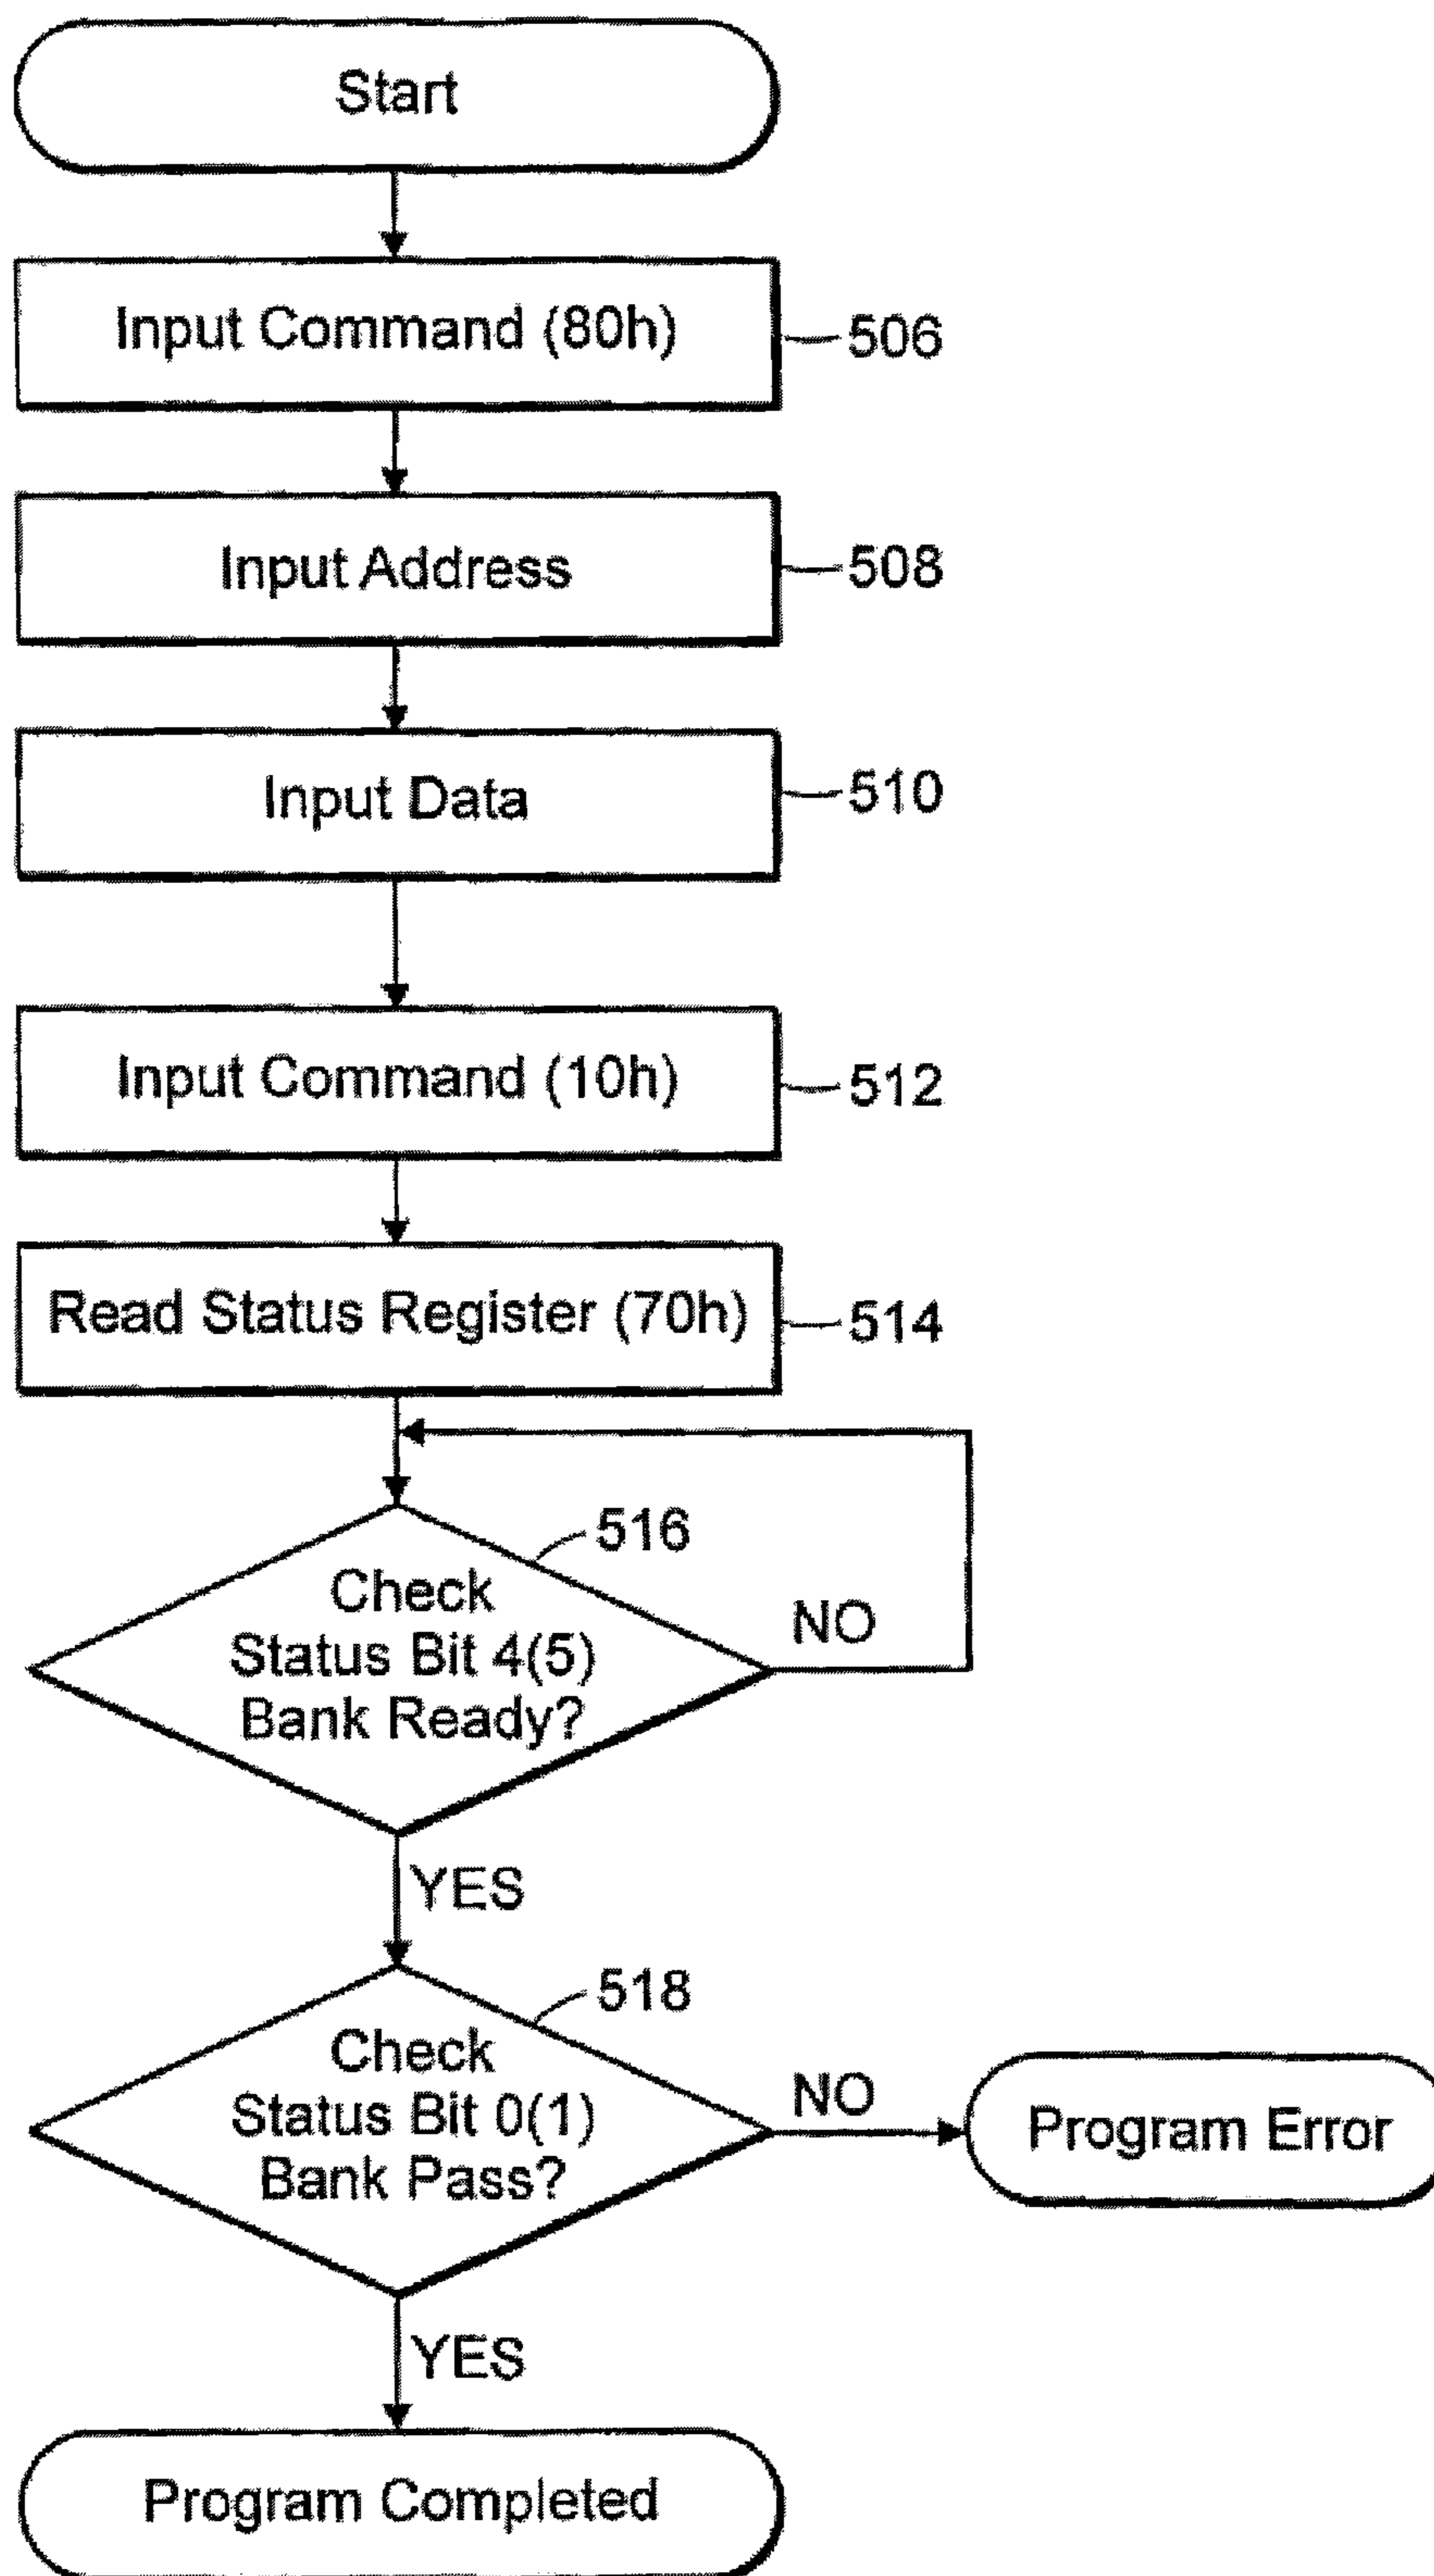 Start
Input Command (80h)
506
Input Address
508
Input Data
510
Input Command (10h)
512
Read Status Register (70h)
514
516
Check
Status Bit 4(5)
Bank Ready?
NO
YES
518
Check
Status Bit 0(1)
Bank Pass?
NO
Program Error
YES
Program Completed